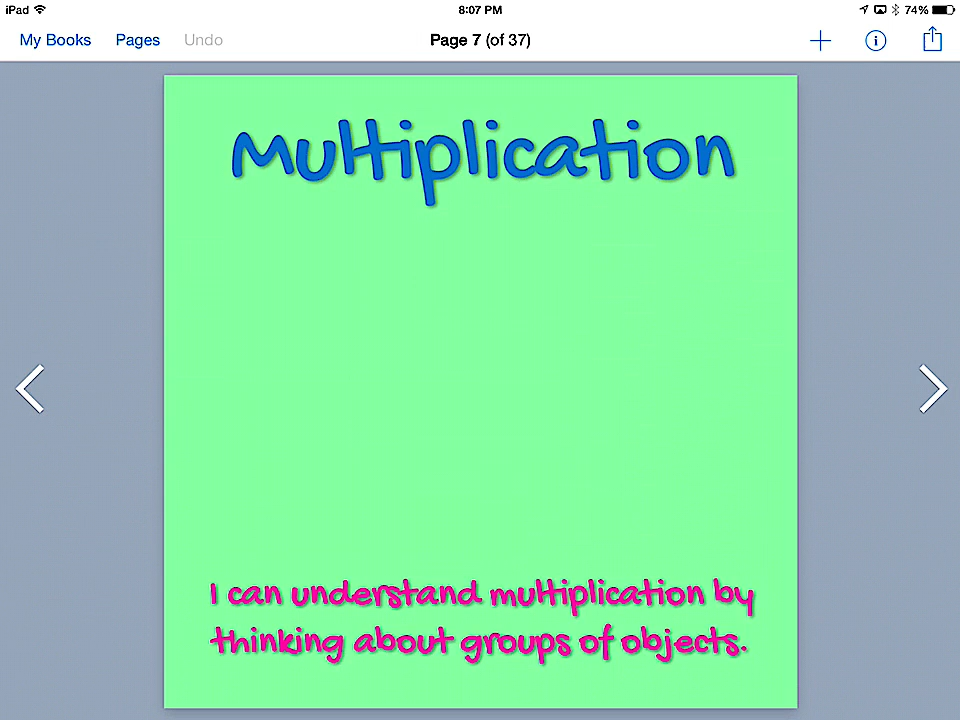 iPad 8:07 PM 74%
My Books Pages Undo Page 7 (of 37)
Multiplication
I can understand multiplication by
thinking about groups of objects.